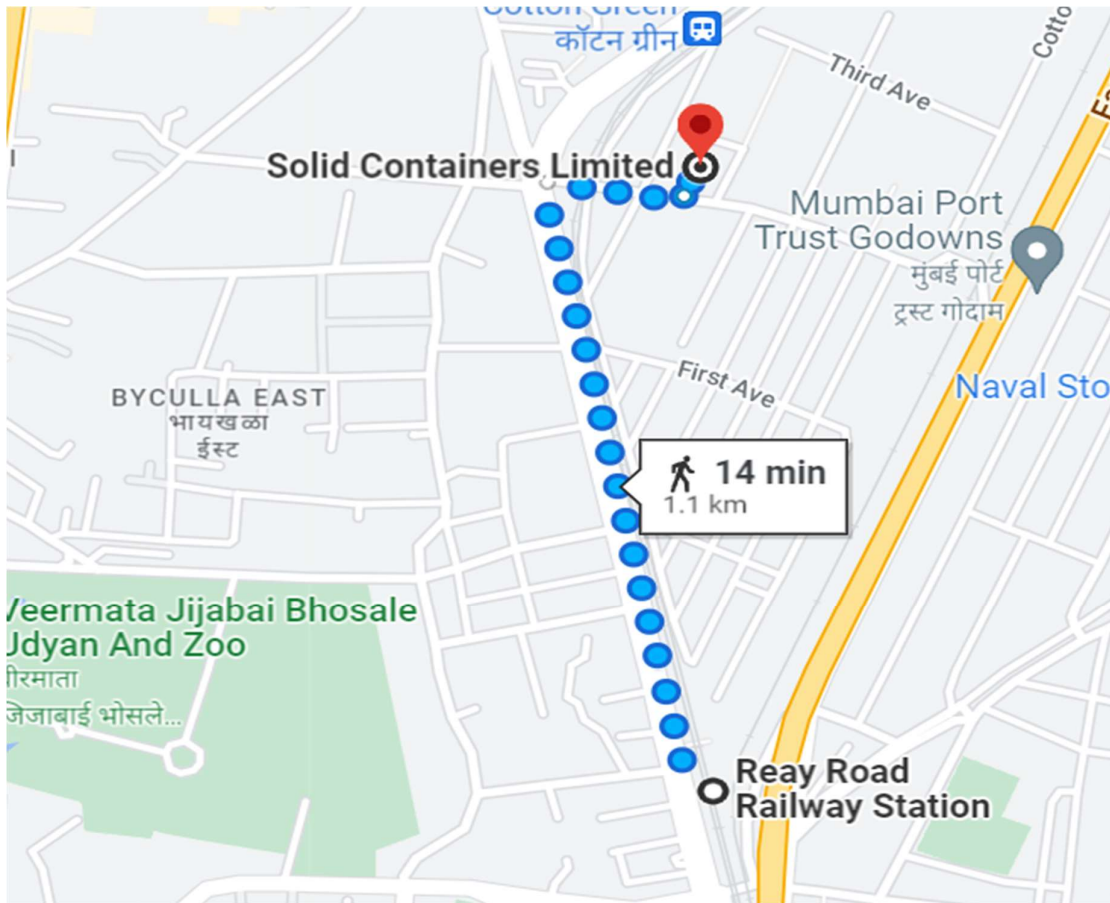 Cotton Green
कॉटन ग्रीन
Third Ave
Cotto
Solid Containers Limited
Mumbai Port
Trust Godowns
मुंबई पोर्ट
ट्रस्ट गोदाम
First Ave
Naval Sto
BYCULLA EAST
भायखळा
ईस्ट
14 min
1.1 km
Veermata Jijabai Bhosale
Udyan And Zoo
वीरमाता
जिजाबाई भोसले...
Reay Road
Railway Station